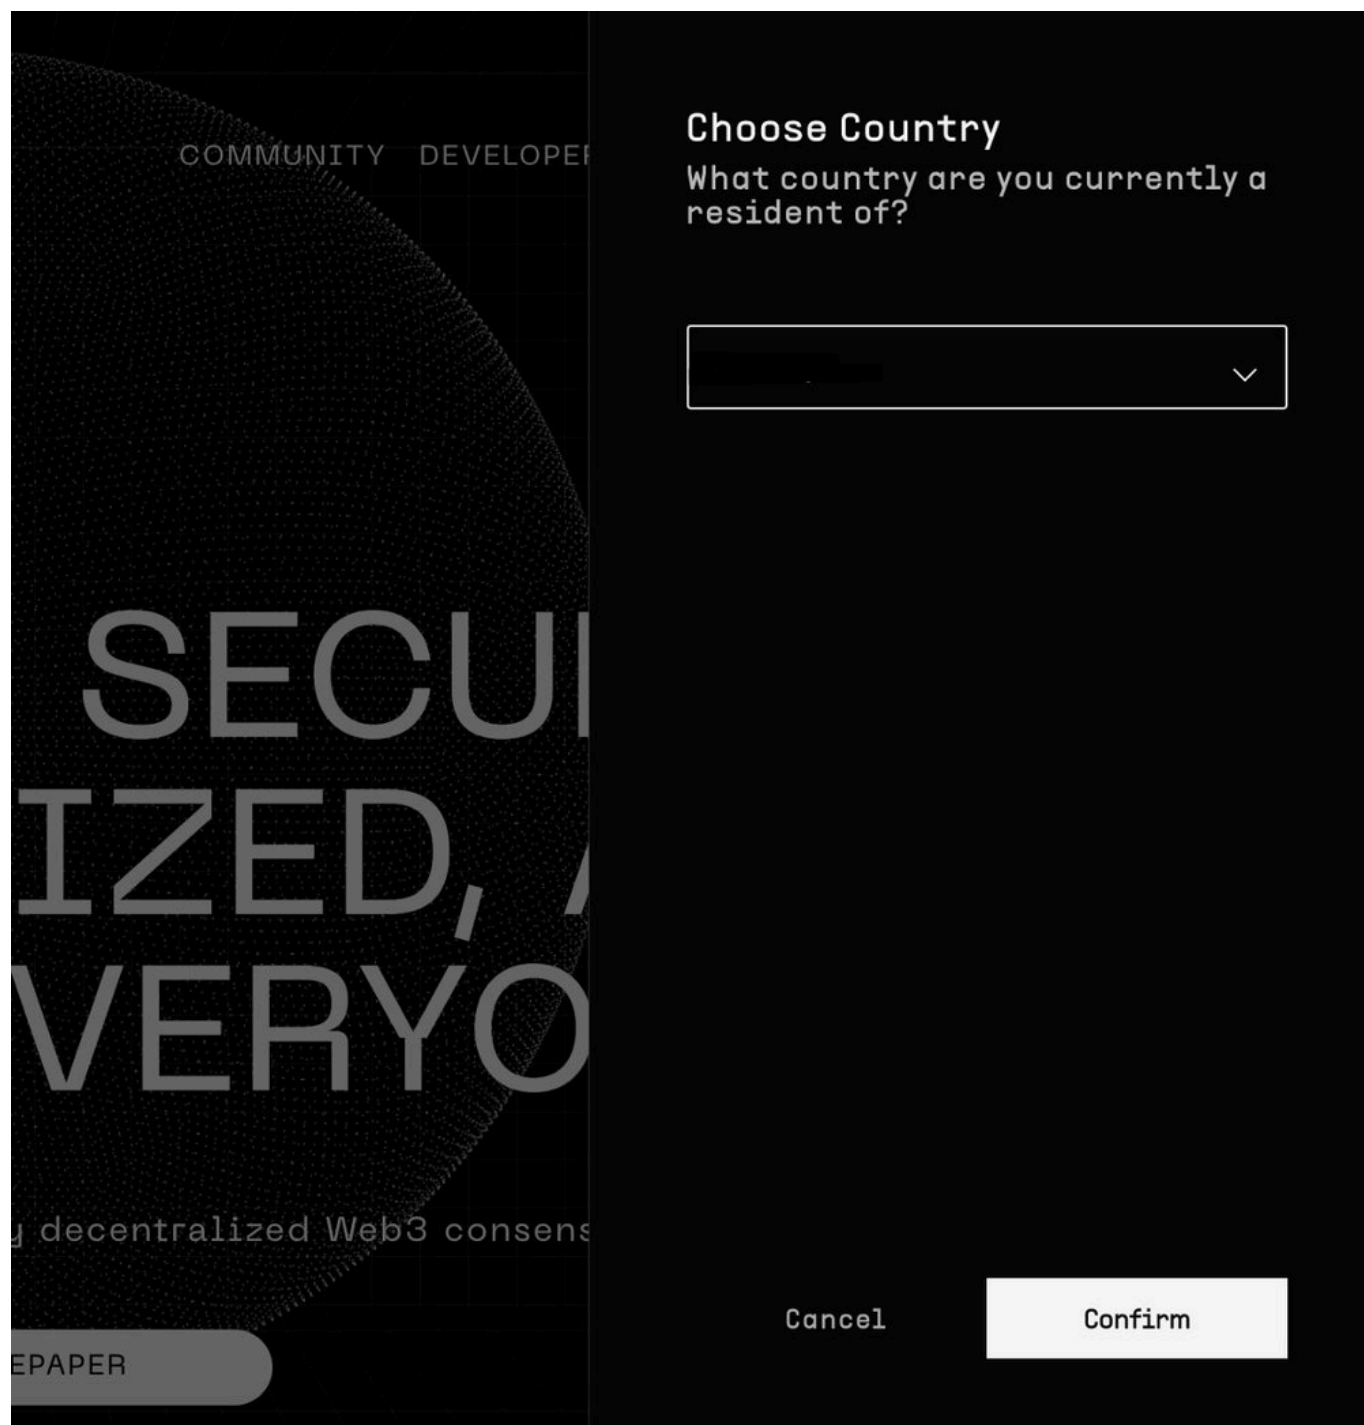 COMMUNITY DEVELOPER
Choose Country
What country are you currently a
resident of?
SECU
IZED,
VERYO
y decentralized Web3 consens
Cancel
Confirm
EPAPER